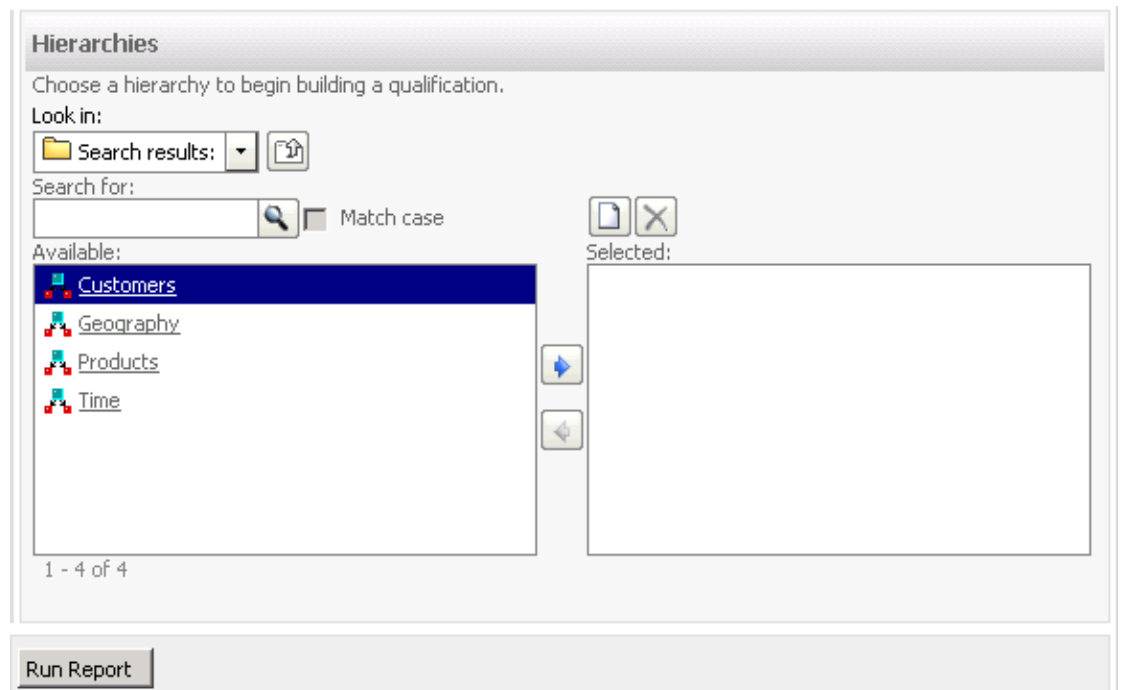 Hierarchies
Choose a hierarchy to begin building a qualification.
Look in:
Search results:
Search for:
Match case
Available:
Selected:
Customers
Geography
Products
Time
1 - 4 of 4
Run Report